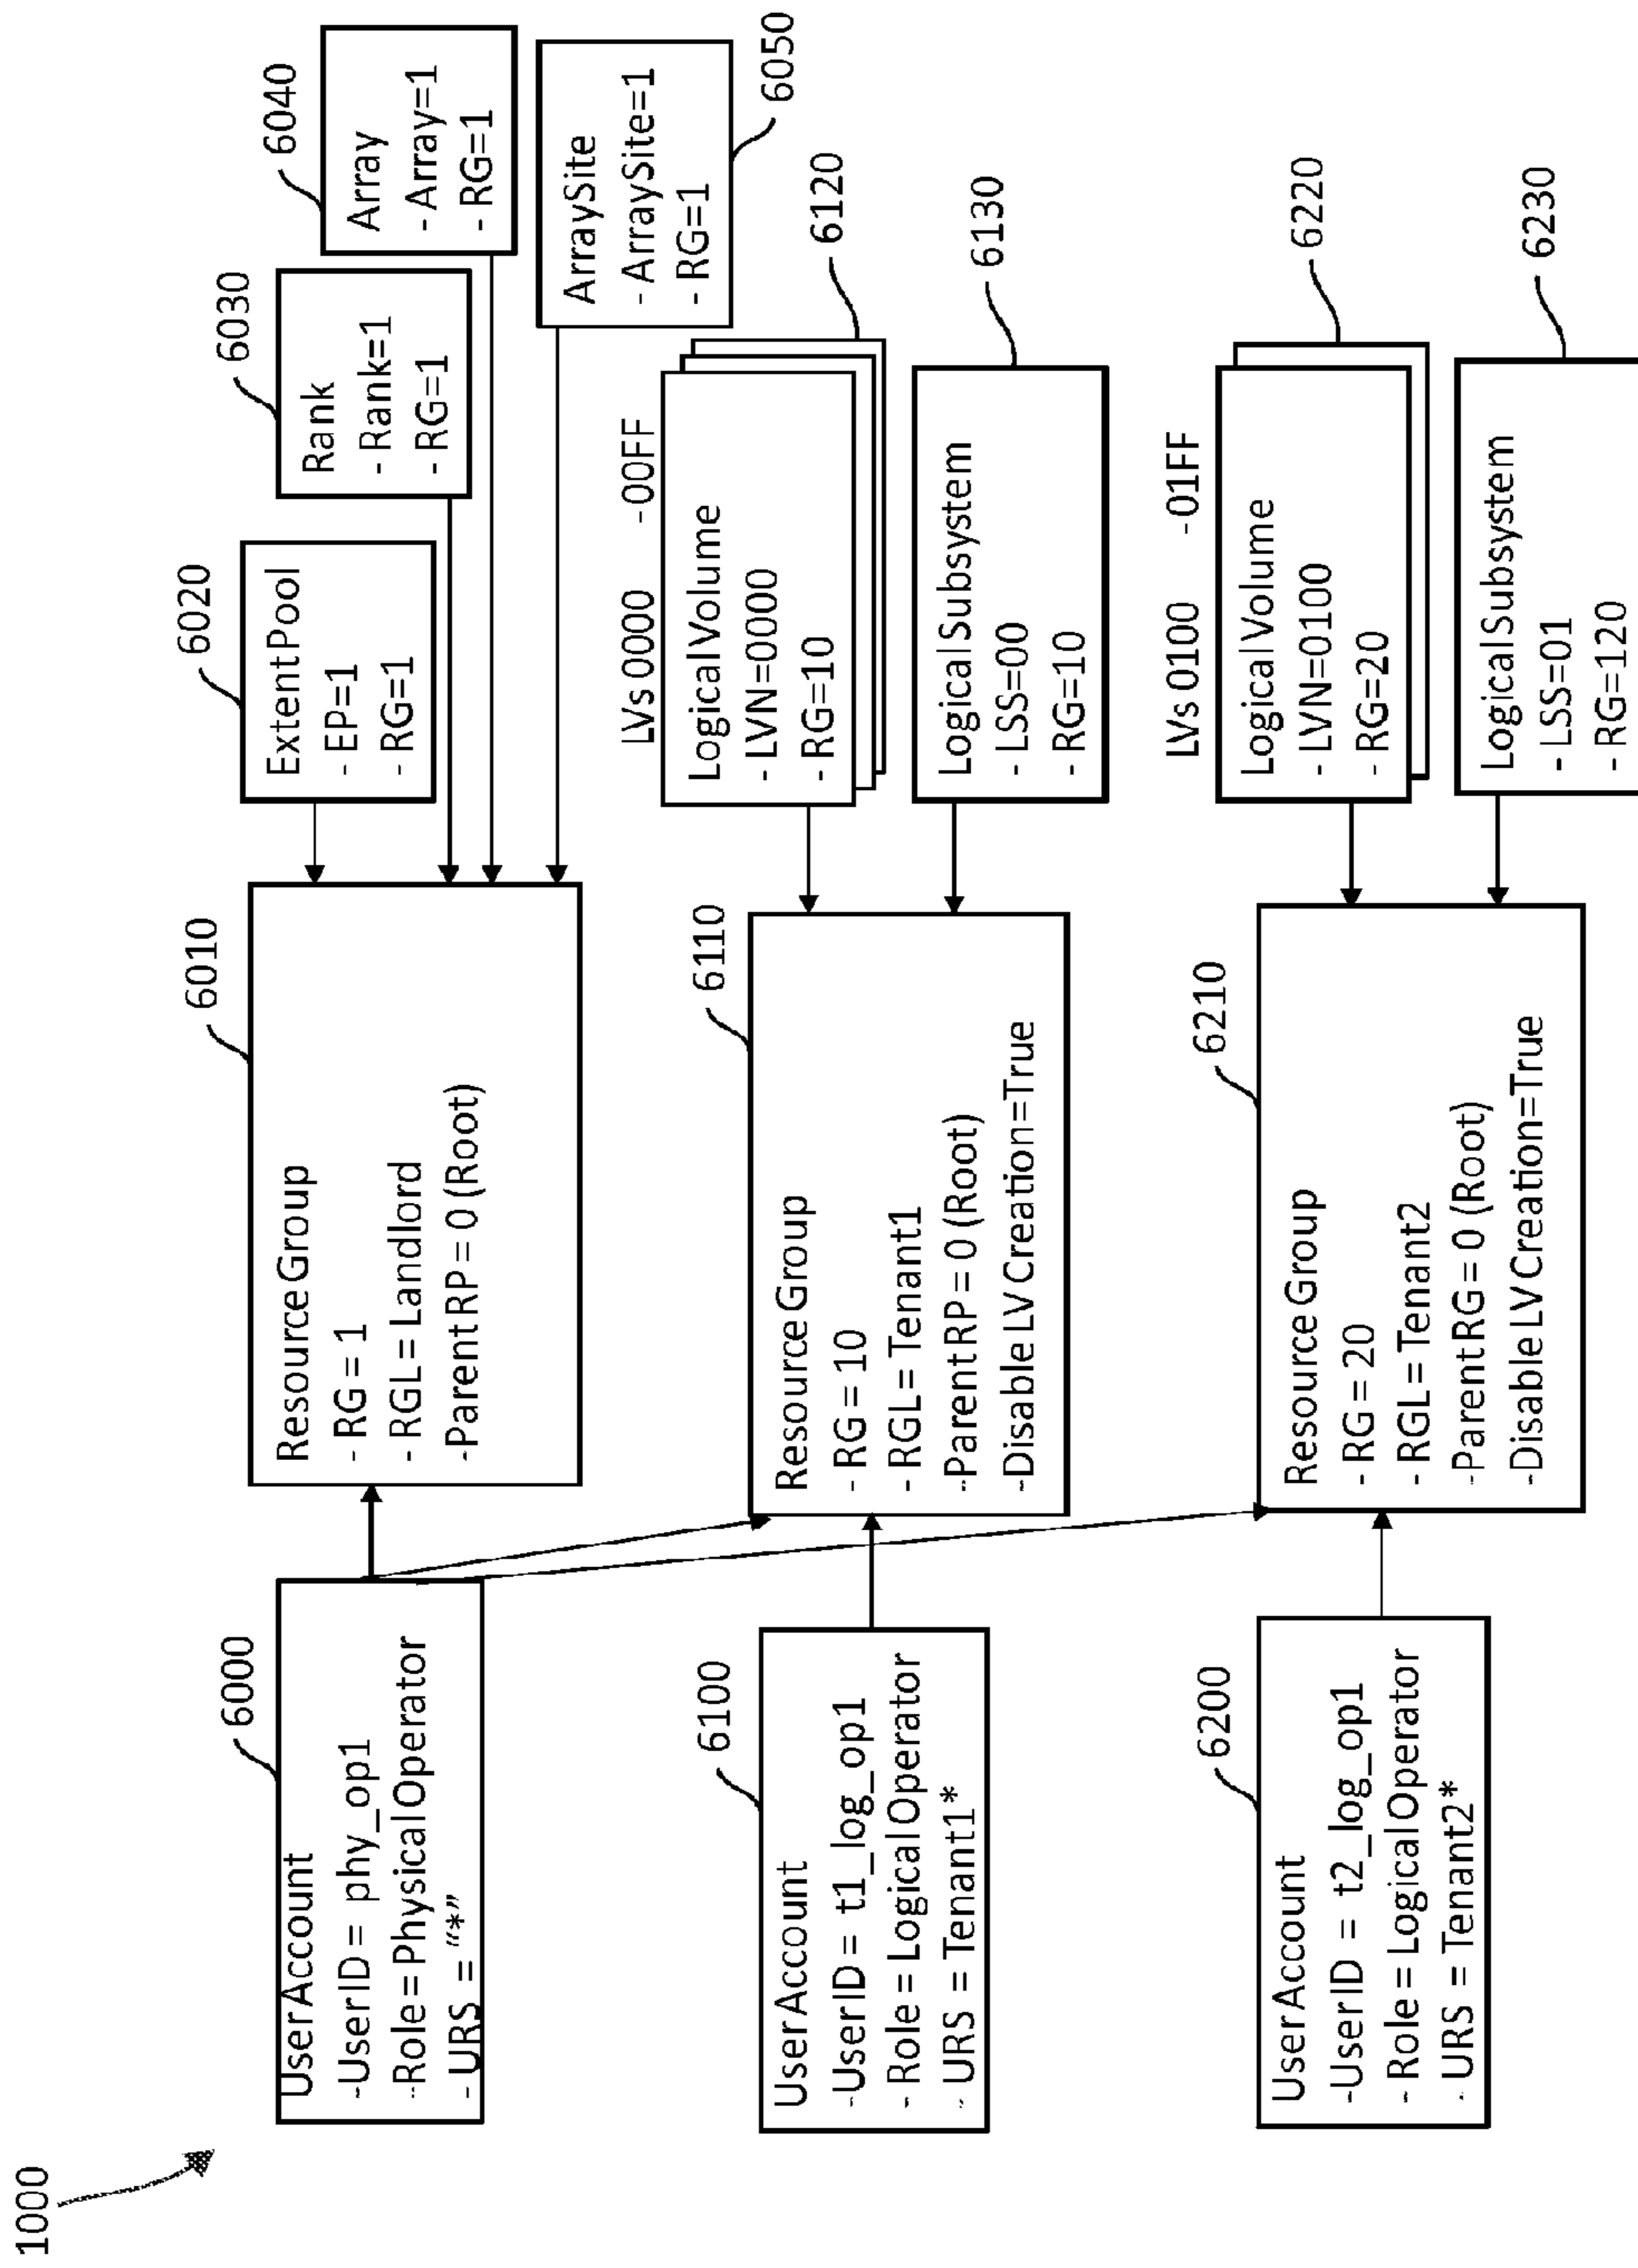 1000
6000
User Account
-User ID = phy_op1
-Role = Physical Operator
- URS = "*"
6010
Resource Group
- RG = 1
- RGL = Landlord
-Parent RP = 0 (Root)
6020
Extent Pool
- EP=1
- RG=1
6030
Rank
- Rank=1
- RG=1
6040
Array
- Array=1
- RG=1
6050
ArraySite
- ArraySite=1
- RG=1
6100
User Account
-User ID = t1_log_op1
- Role = Logical Operator
- URS = Tenant1*
6110
Resource Group
- RG = 10
- RGL = Tenant1
-Parent RP = 0 (Root)
-Disable LV Creation=True
LVs 0000 -00FF
6120
Logical Volume
- LVN=0000
- RG=10
6130
Logical Subsystem
- LSS=00
- RG=10
6200
User Account
-User ID = t2_log_op1
- Role = Logical Operator
- URS = Tenant2*
6210
Resource Group
- RG = 20
- RGL = Tenant2
-Parent RG = 0 (Root)
-Disable LV Creation=True
LVs 0100 -01FF
6220
Logical Volume
- LVN=0100
- RG=20
6230
Logical Subsystem
- LSS=01
- RG=120